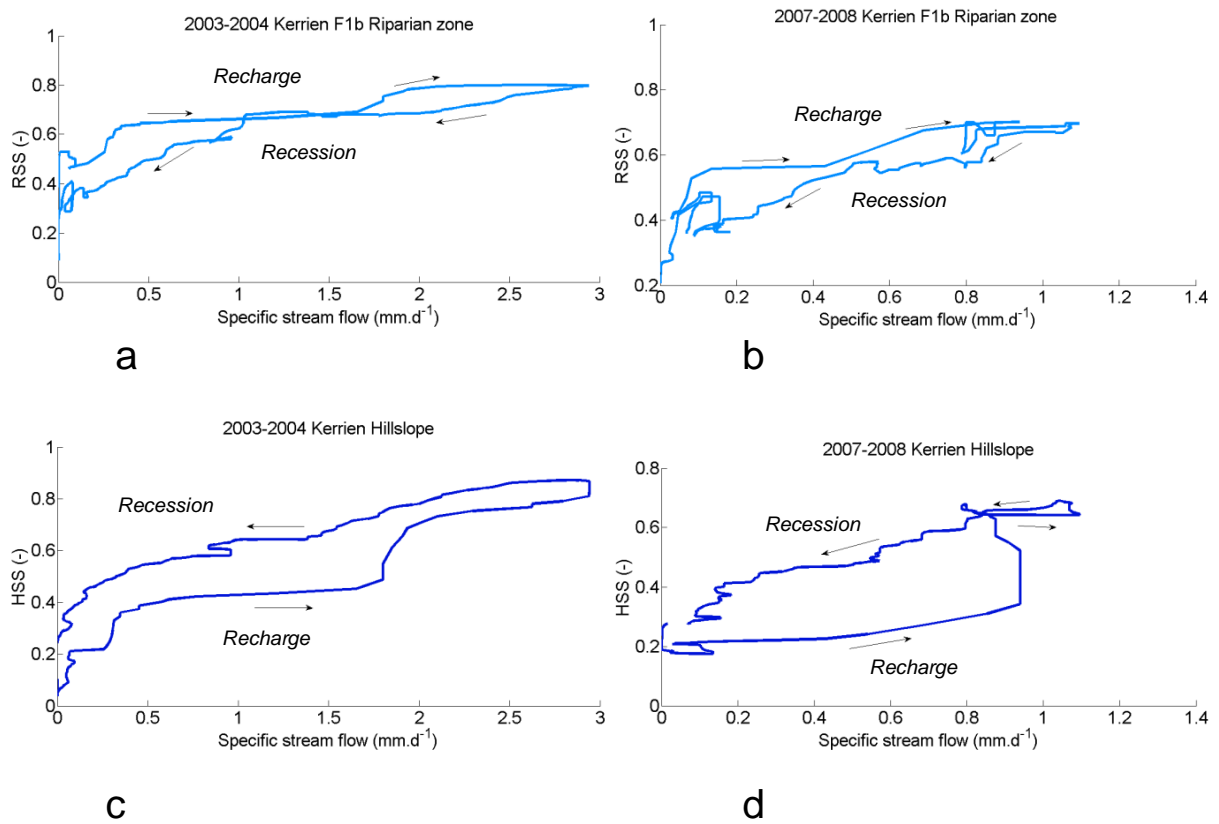 2003-2004 Kerrien F1b Riparian zone
1
0.8
0.6
0.4
0.2
0
RSS (-)
Recharge
Recession
0 0.5 1 1.5 2 2.5 3
Specific stream flow (mm.d⁻¹)
a
2007-2008 Kerrien F1b Riparian zone
0.8
0.6
0.4
0.2
RSS (-)
Recharge
Recession
0 0.2 0.4 0.6 0.8 1 1.2 1.4
Specific stream flow (mm.d⁻¹)
b
2003-2004 Kerrien Hillslope
1
0.8
0.6
0.4
0.2
0
HSS (-)
Recession
Recharge
0 0.5 1 1.5 2 2.5 3
Specific stream flow (mm.d⁻¹)
c
2007-2008 Kerrien Hillslope
0.8
0.6
0.4
0.2
0
HSS (-)
Recession
Recharge
0 0.2 0.4 0.6 0.8 1 1.2 1.4
Specific stream flow (mm.d⁻¹)
d